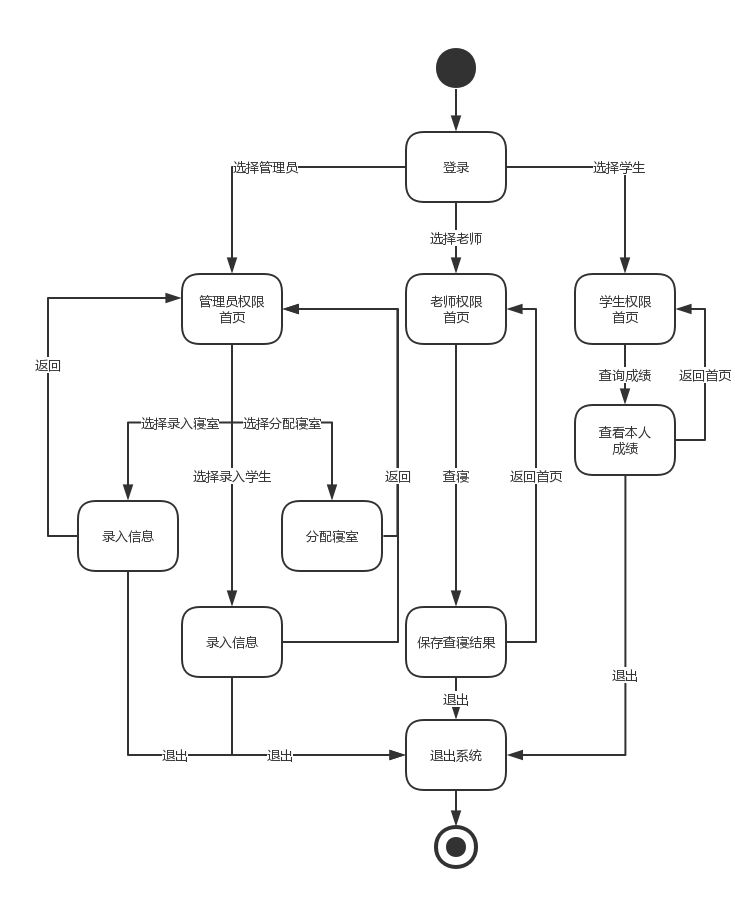 登录
选择管理员
选择学生
选择老师
管理员权限
首页
老师权限
首页
学生权限
首页
返回
查询成绩
返回首页
选择录入寝室
选择分配寝室
查看本人
成绩
选择录入学生
返回
查寝
返回首页
录入信息
分配寝室
录入信息
保存查寝结果
退出
退出
退出
退出
退出系统